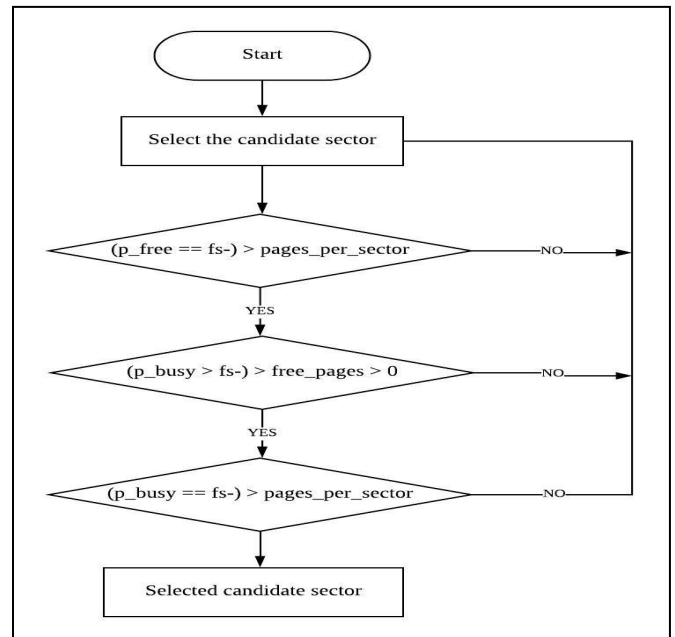 Start
Select the candidate sector
(p_free == fs-) > pages_per_sector
NO
YES
(p_busy > fs-) > free_pages > 0
NO
YES
(p_busy == fs-) > pages_per_sector
NO
Selected candidate sector